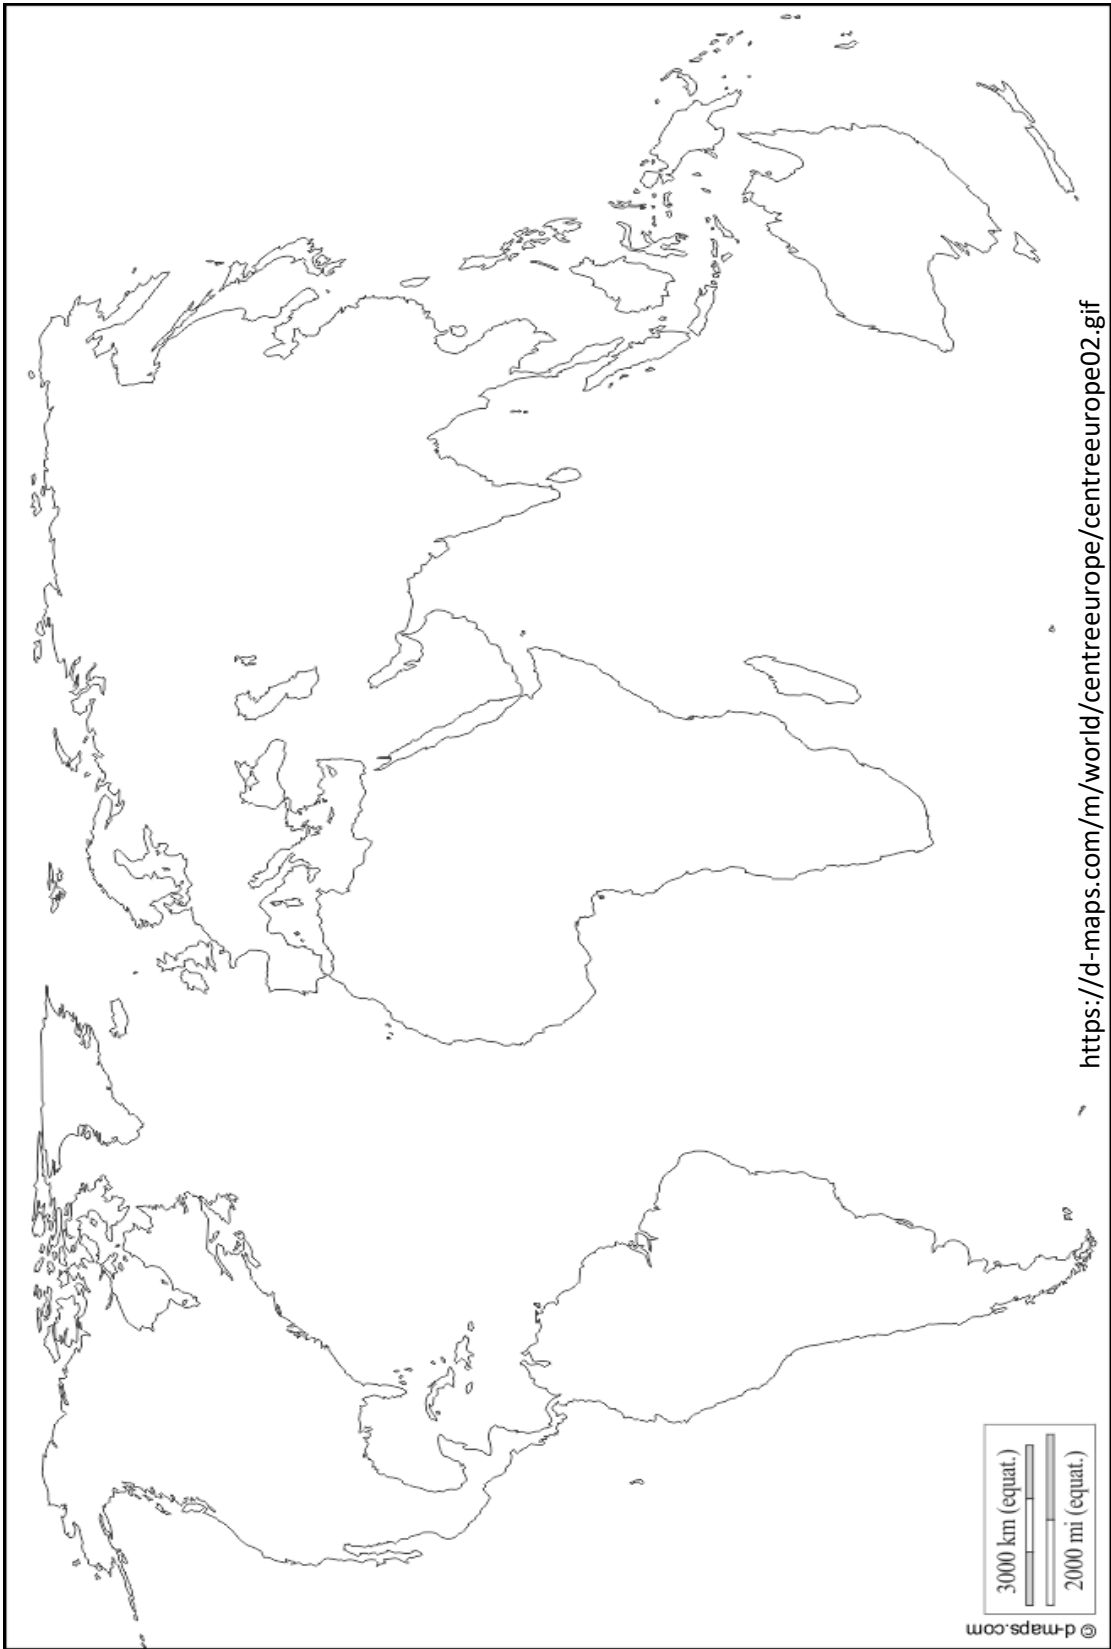 https://d-maps.com/m/world/centreeurope/centreeurope02.gif
3000 km (equat.)
2000 mi (equat.)
© d-maps.com